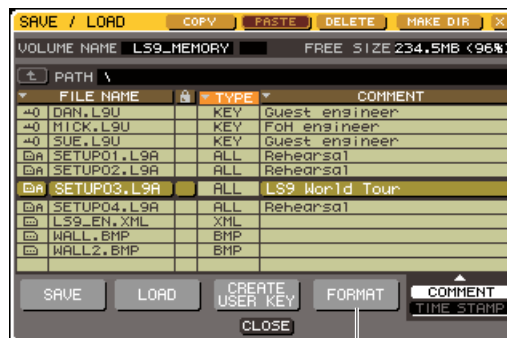 SAVE / LOAD COPY PASTE DELETE MAKE DIR X
VOLUME NAME LS9_MEMORY FREE SIZE 234.5MB (96%)
PATH \
FILE NAME TYPE COMMENT
DAN.L9U KEY Guest engineer
MICK.L9U KEY FoH engineer
SUE.L9U KEY Guest engineer
SETUP01.L9A ALL Rehearsal
SETUP02.L9A ALL Rehearsal
SETUP03.L9A ALL LS9 World Tour
SETUP04.L9A ALL Rehearsal
LS9_EN.XML XML
WALL.BMP BMP
WALL2.BMP BMP
SAVE LOAD CREATE USER KEY FORMAT COMMENT
TIME STAMP
CLOSE